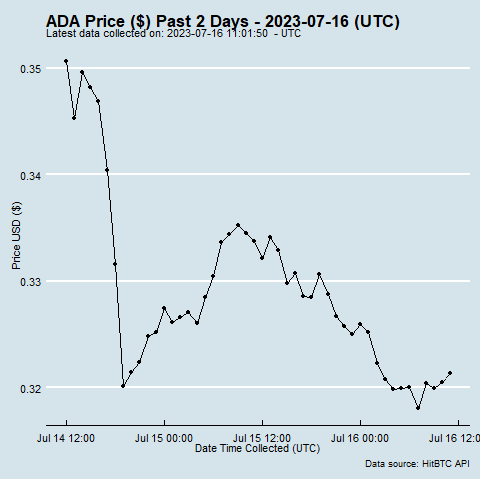 ADA Price ($) Past 2 Days - 2023-07-16 (UTC)
Latest data collected on: 2023-07-16 11:01:50  - UTC
0.35
0.34
0.33
0.32
Price USD ($)
Jul 14 12:00 Jul 15 00:00 Jul 15 12:00 Jul 16 00:00 Jul 16 12:
Date Time Collected (UTC)
Data source: HitBTC API